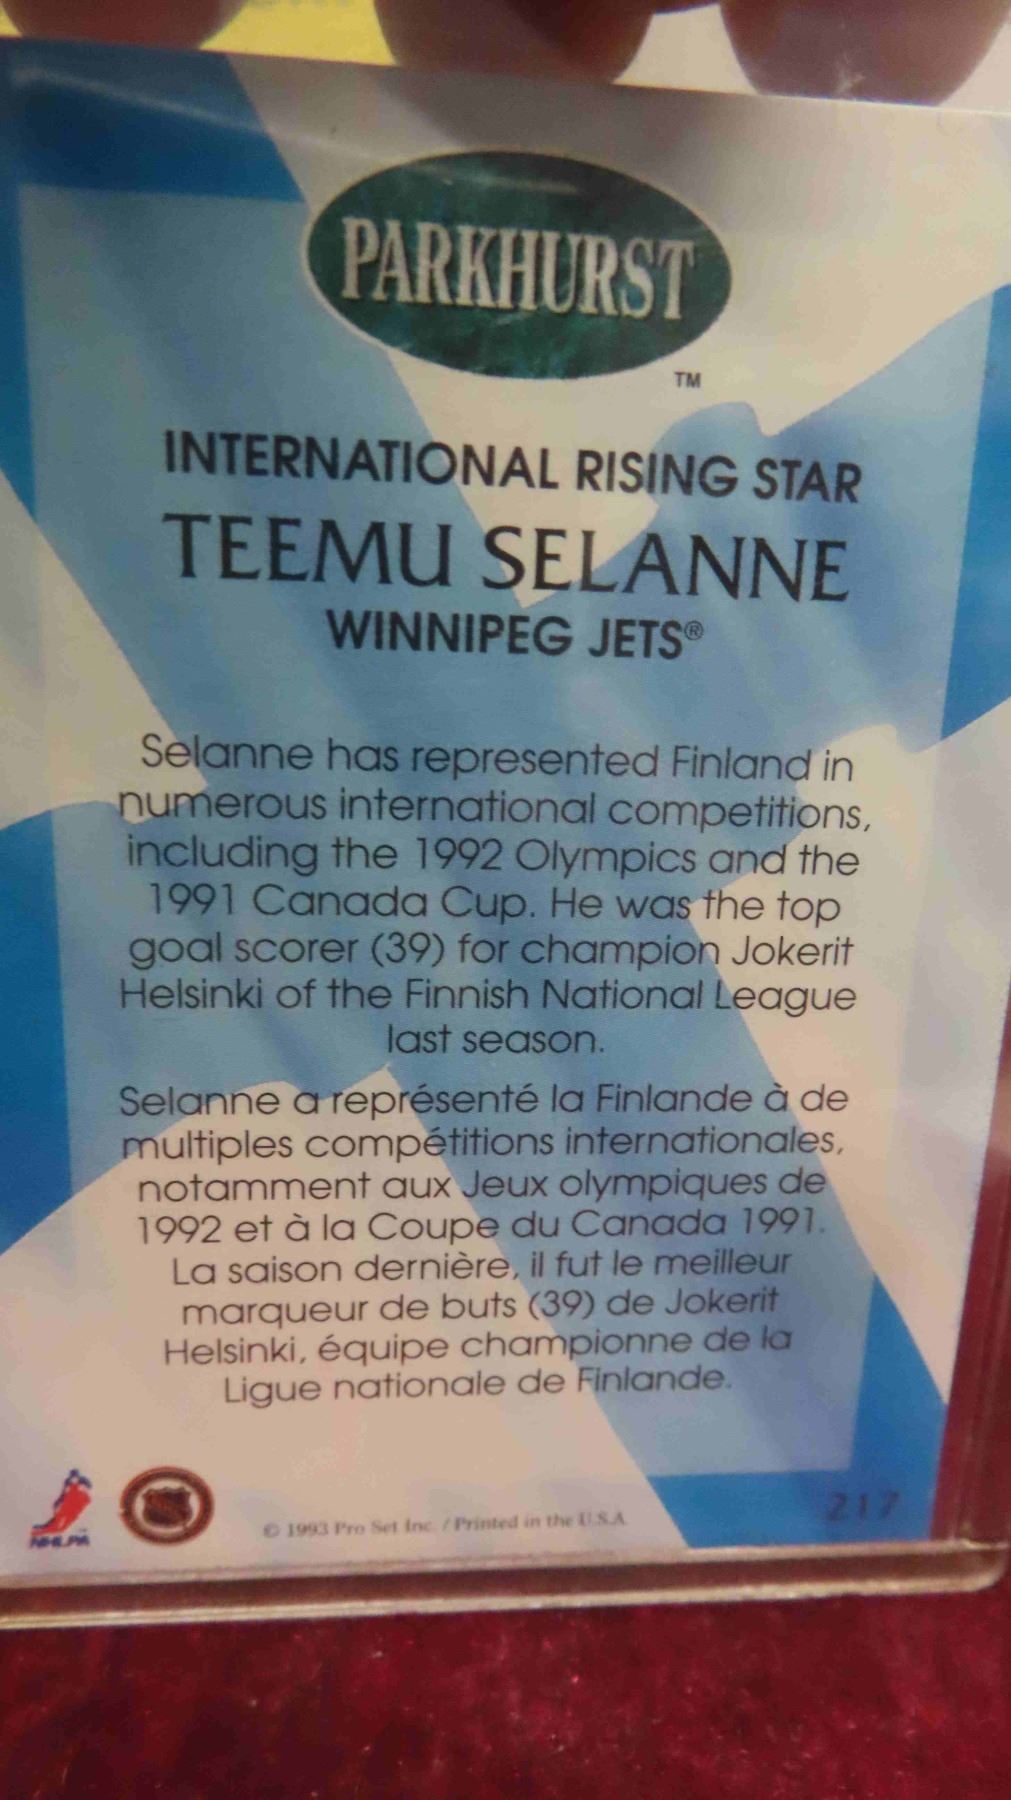 PARKHURST
TM
INTERNATIONAL RISING STAR
TEEMU SELANNE
WINNIPEG JETS®
Selanne has represented Finland in
numerous international competitions,
including the 1992 Olympics and the
1991 Canada Cup. He was the top
goal scorer (39) for champion Jokerit
Helsinki of the Finnish National League
last season.
Selanne a représenté la Finlande à de
multiples compétitions internationales,
notamment aux Jeux olympiques de
1992 et à la Coupe du Canada 1991.
La saison dernière, il fut le meilleur
marqueur de buts (39) de Jokerit
Helsinki, équipe championne de la
Ligue nationale de Finlande.
NHLPA
© 1993 Pro Set Inc. / Printed in the U.S.A.
217